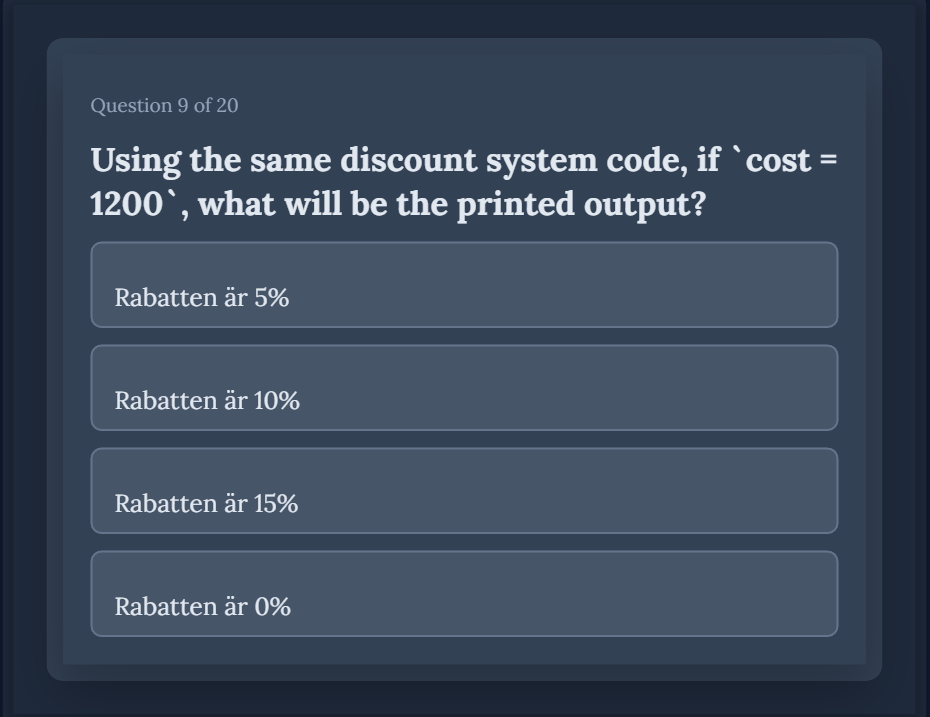 Question 9 of 20
Using the same discount system code, if `cost =
1200`, what will be the printed output?
Rabatten är 5%
Rabatten är 10%
Rabatten är 15%
Rabatten är 0%